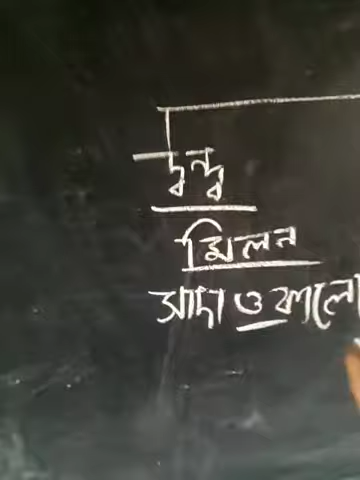 দ্বন্দ্ব
মিলন
সাদা ও কালো